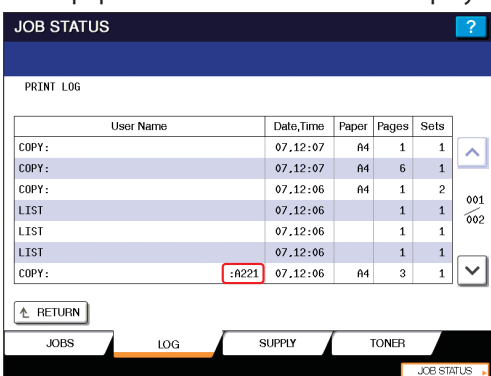 JOB STATUS ?
PRINT LOG
User Name Date,Time Paper Pages Sets
COPY: 07,12:07 A4 1 1
COPY: 07,12:07 A4 6 1
COPY: 07,12:06 A4 1 2
LIST 07,12:06 1 1
LIST 07,12:06 1 1
LIST 07,12:06 1 1
COPY: :A221 07,12:06 A4 3 1
001
002
RETURN
JOBS LOG SUPPLY TONER
JOB STATUS